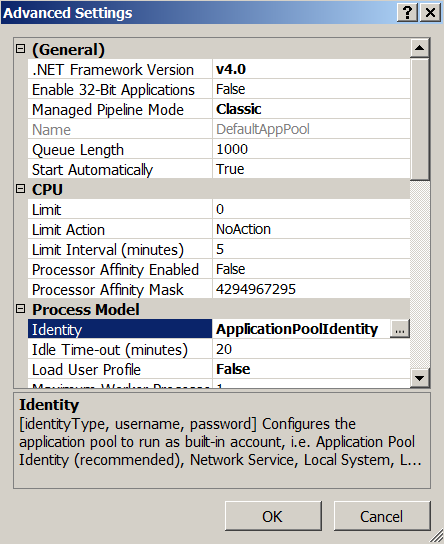 Advanced Settings
(General)
.NET Framework Version v4.0
Enable 32-Bit Applications False
Managed Pipeline Mode Classic
Name DefaultAppPool
Queue Length 1000
Start Automatically True
CPU
Limit 0
Limit Action NoAction
Limit Interval (minutes) 5
Processor Affinity Enabled False
Processor Affinity Mask 4294967295
Process Model
Identity ApplicationPoolIdentity ...
Idle Time-out (minutes) 20
Load User Profile False
Maximum Worker Processes 1
Identity
[identityType, username, password] Configures the
application pool to run as built-in account, i.e. Application Pool
Identity (recommended), Network Service, Local System, L...
OK Cancel